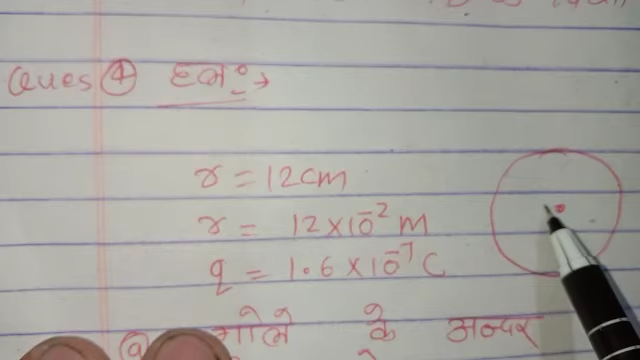 Ques ④ हल :→
r = 12cm
r = 12×10⁻² m
q = 1.6×10⁻⁷ C
(a) गोले के अन्दर